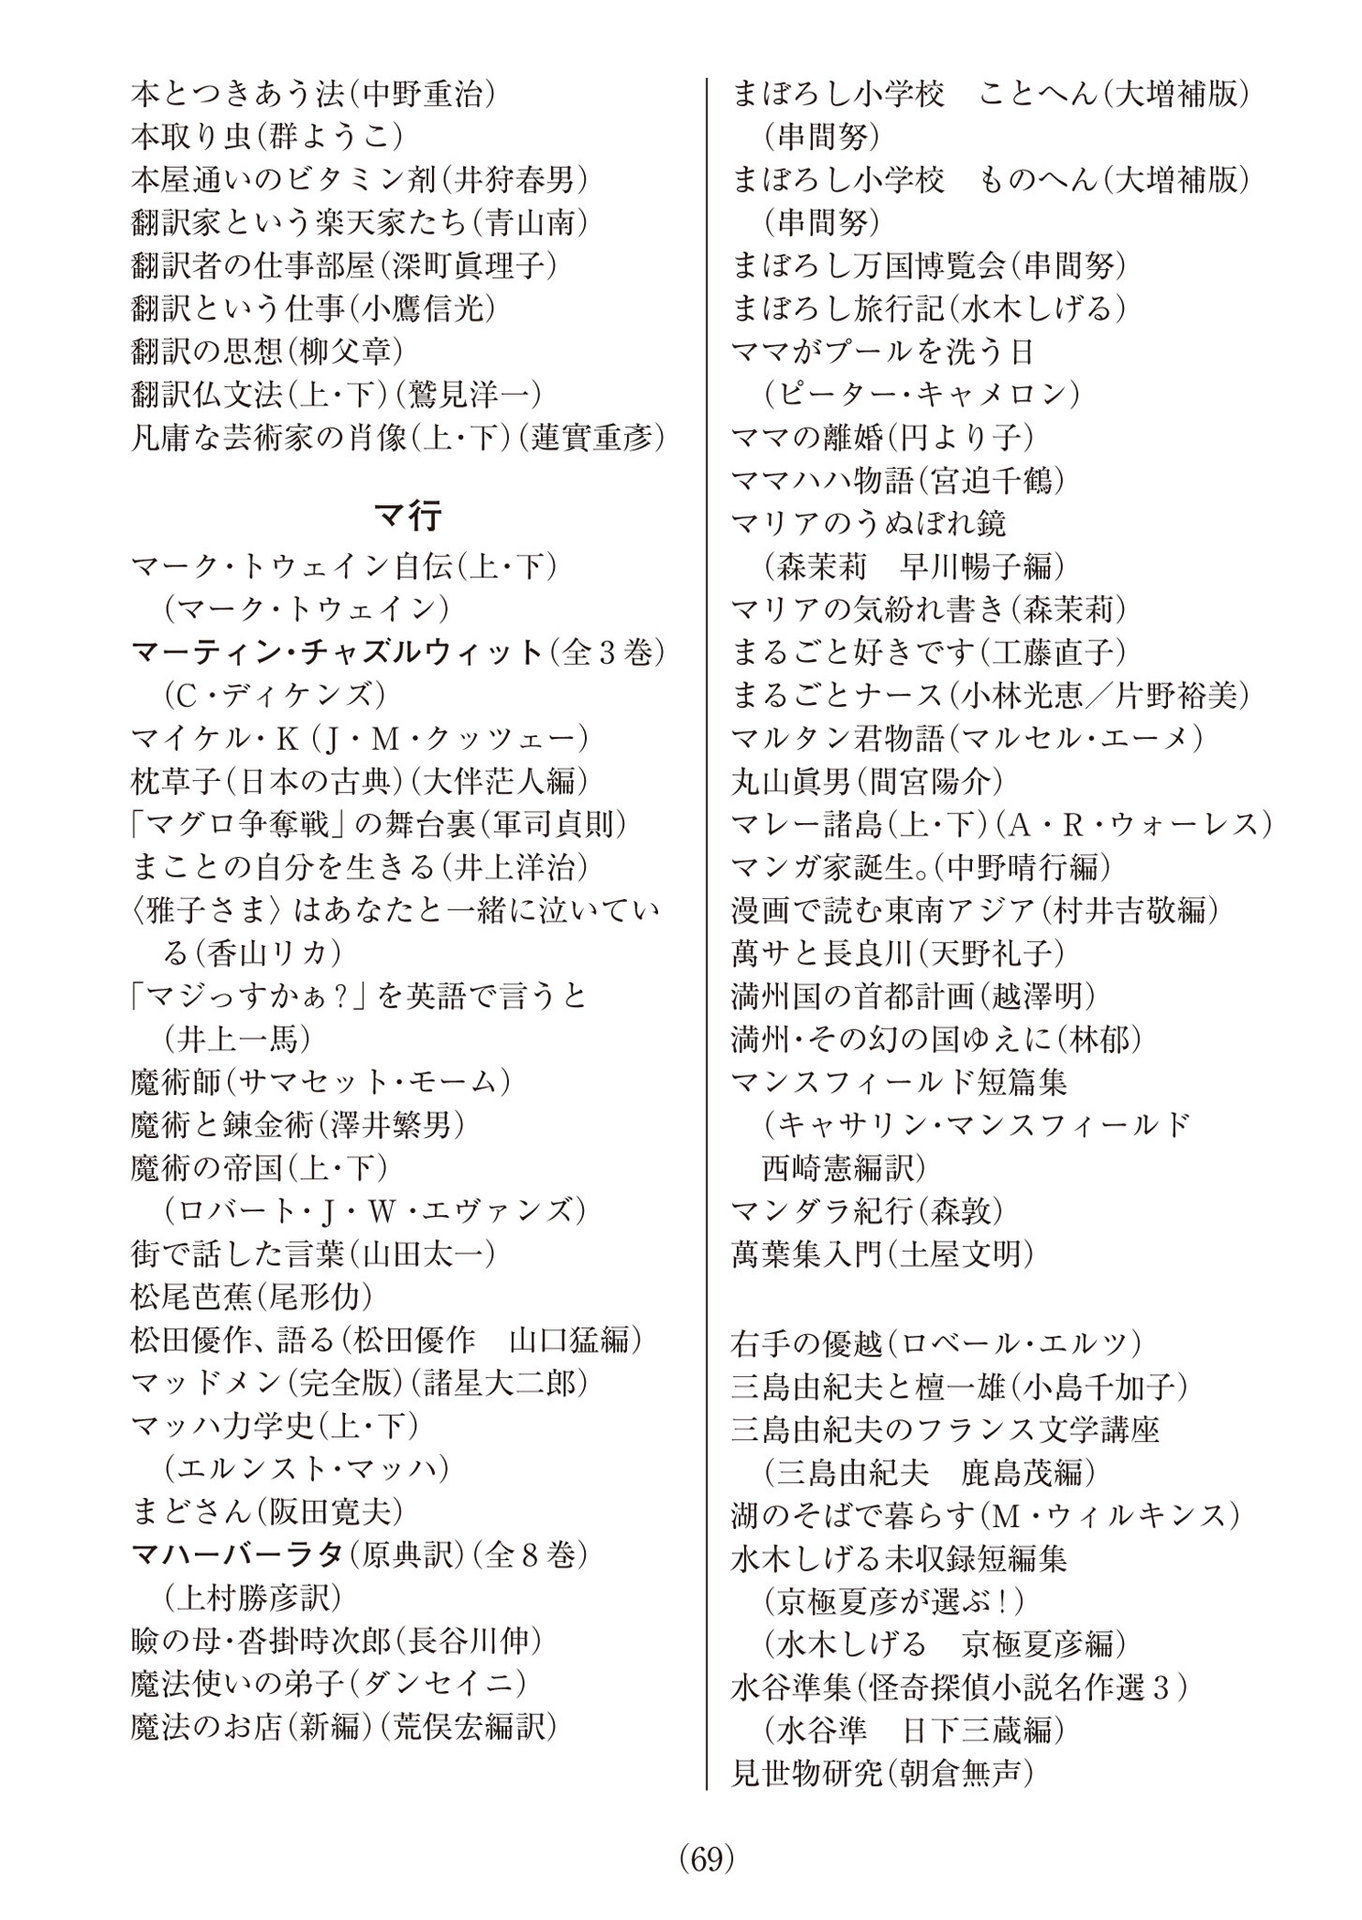 本とつきあう法(中野重治)
本取り虫(群ようこ)
本屋通いのビタミン剤(井狩春男)
翻訳家という楽天家たち(青山南)
翻訳者の仕事部屋(深町眞理子)
翻訳という仕事(小鷹信光)
翻訳の思想(柳父章)
翻訳仏文法(上・下)(鷲見洋一)
凡庸な芸術家の肖像(上・下)(蓮實重彥)
マ行
マーク・トウェイン自伝(上・下)
(マーク・トウェイン)
マーティン・チャズルウィット(全3巻)
(C・ディケンズ)
マイケル・K(J・M・クッツェー)
枕草子(日本の古典)(大伴茫人編)
「マグロ争奪戦」の舞台裏(軍司貞則)
まことの自分を生きる(井上洋治)
〈雅子さま〉はあなたと一緒に泣いてい
る(香山リカ)
「マジっすかぁ?」を英語で言うと
(井上一馬)
魔術師(サマセット・モーム)
魔術と錬金術(澤井繁男)
魔術の帝国(上・下)
(ロバート・J・W・エヴァンズ)
街で話した言葉(山田太一)
松尾芭蕉(尾形仂)
松田優作、語る(松田優作　山口猛編)
マッドメン(完全版)(諸星大二郎)
マッハ力学史(上・下)
(エルンスト・マッハ)
まどさん(阪田寛夫)
マハーバーラタ(原典訳)(全8巻)
(上村勝彦訳)
瞼の母・沓掛時次郎(長谷川伸)
魔法使いの弟子(ダンセイニ)
魔法のお店(新編)(荒俣宏編訳)
まぼろし小学校　ことへん(大増補版)
(串間努)
まぼろし小学校　ものへん(大増補版)
(串間努)
まぼろし万国博覧会(串間努)
まぼろし旅行記(水木しげる)
ママがプールを洗う日
(ピーター・キャメロン)
ママの離婚(円より子)
ママハハ物語(宮迫千鶴)
マリアのうぬぼれ鏡
(森茉莉　早川暢子編)
マリアの気紛れ書き(森茉莉)
まるごと好きです(工藤直子)
まるごとナース(小林光恵／片野裕美)
マルタン君物語(マルセル・エーメ)
丸山眞男(間宮陽介)
マレー諸島(上・下)(A・R・ウォーレス)
マンガ家誕生。(中野晴行編)
漫画で読む東南アジア(村井吉敬編)
萬サと長良川(天野礼子)
満州国の首都計画(越澤明)
満州・その幻の国ゆえに(林郁)
マンスフィールド短篇集
(キャサリン・マンスフィールド
西崎憲編訳)
マンダラ紀行(森敦)
萬葉集入門(土屋文明)
右手の優越(ロベール・エルツ)
三島由紀夫と檀一雄(小島千加子)
三島由紀夫のフランス文学講座
(三島由紀夫　鹿島茂編)
湖のそばで暮らす(M・ウィルキンス)
水木しげる未収録短編集
(京極夏彦が選ぶ!)
(水木しげる　京極夏彦編)
水谷準集(怪奇探偵小説名作選3)
(水谷準　日下三蔵編)
見世物研究(朝倉無声)
(69)